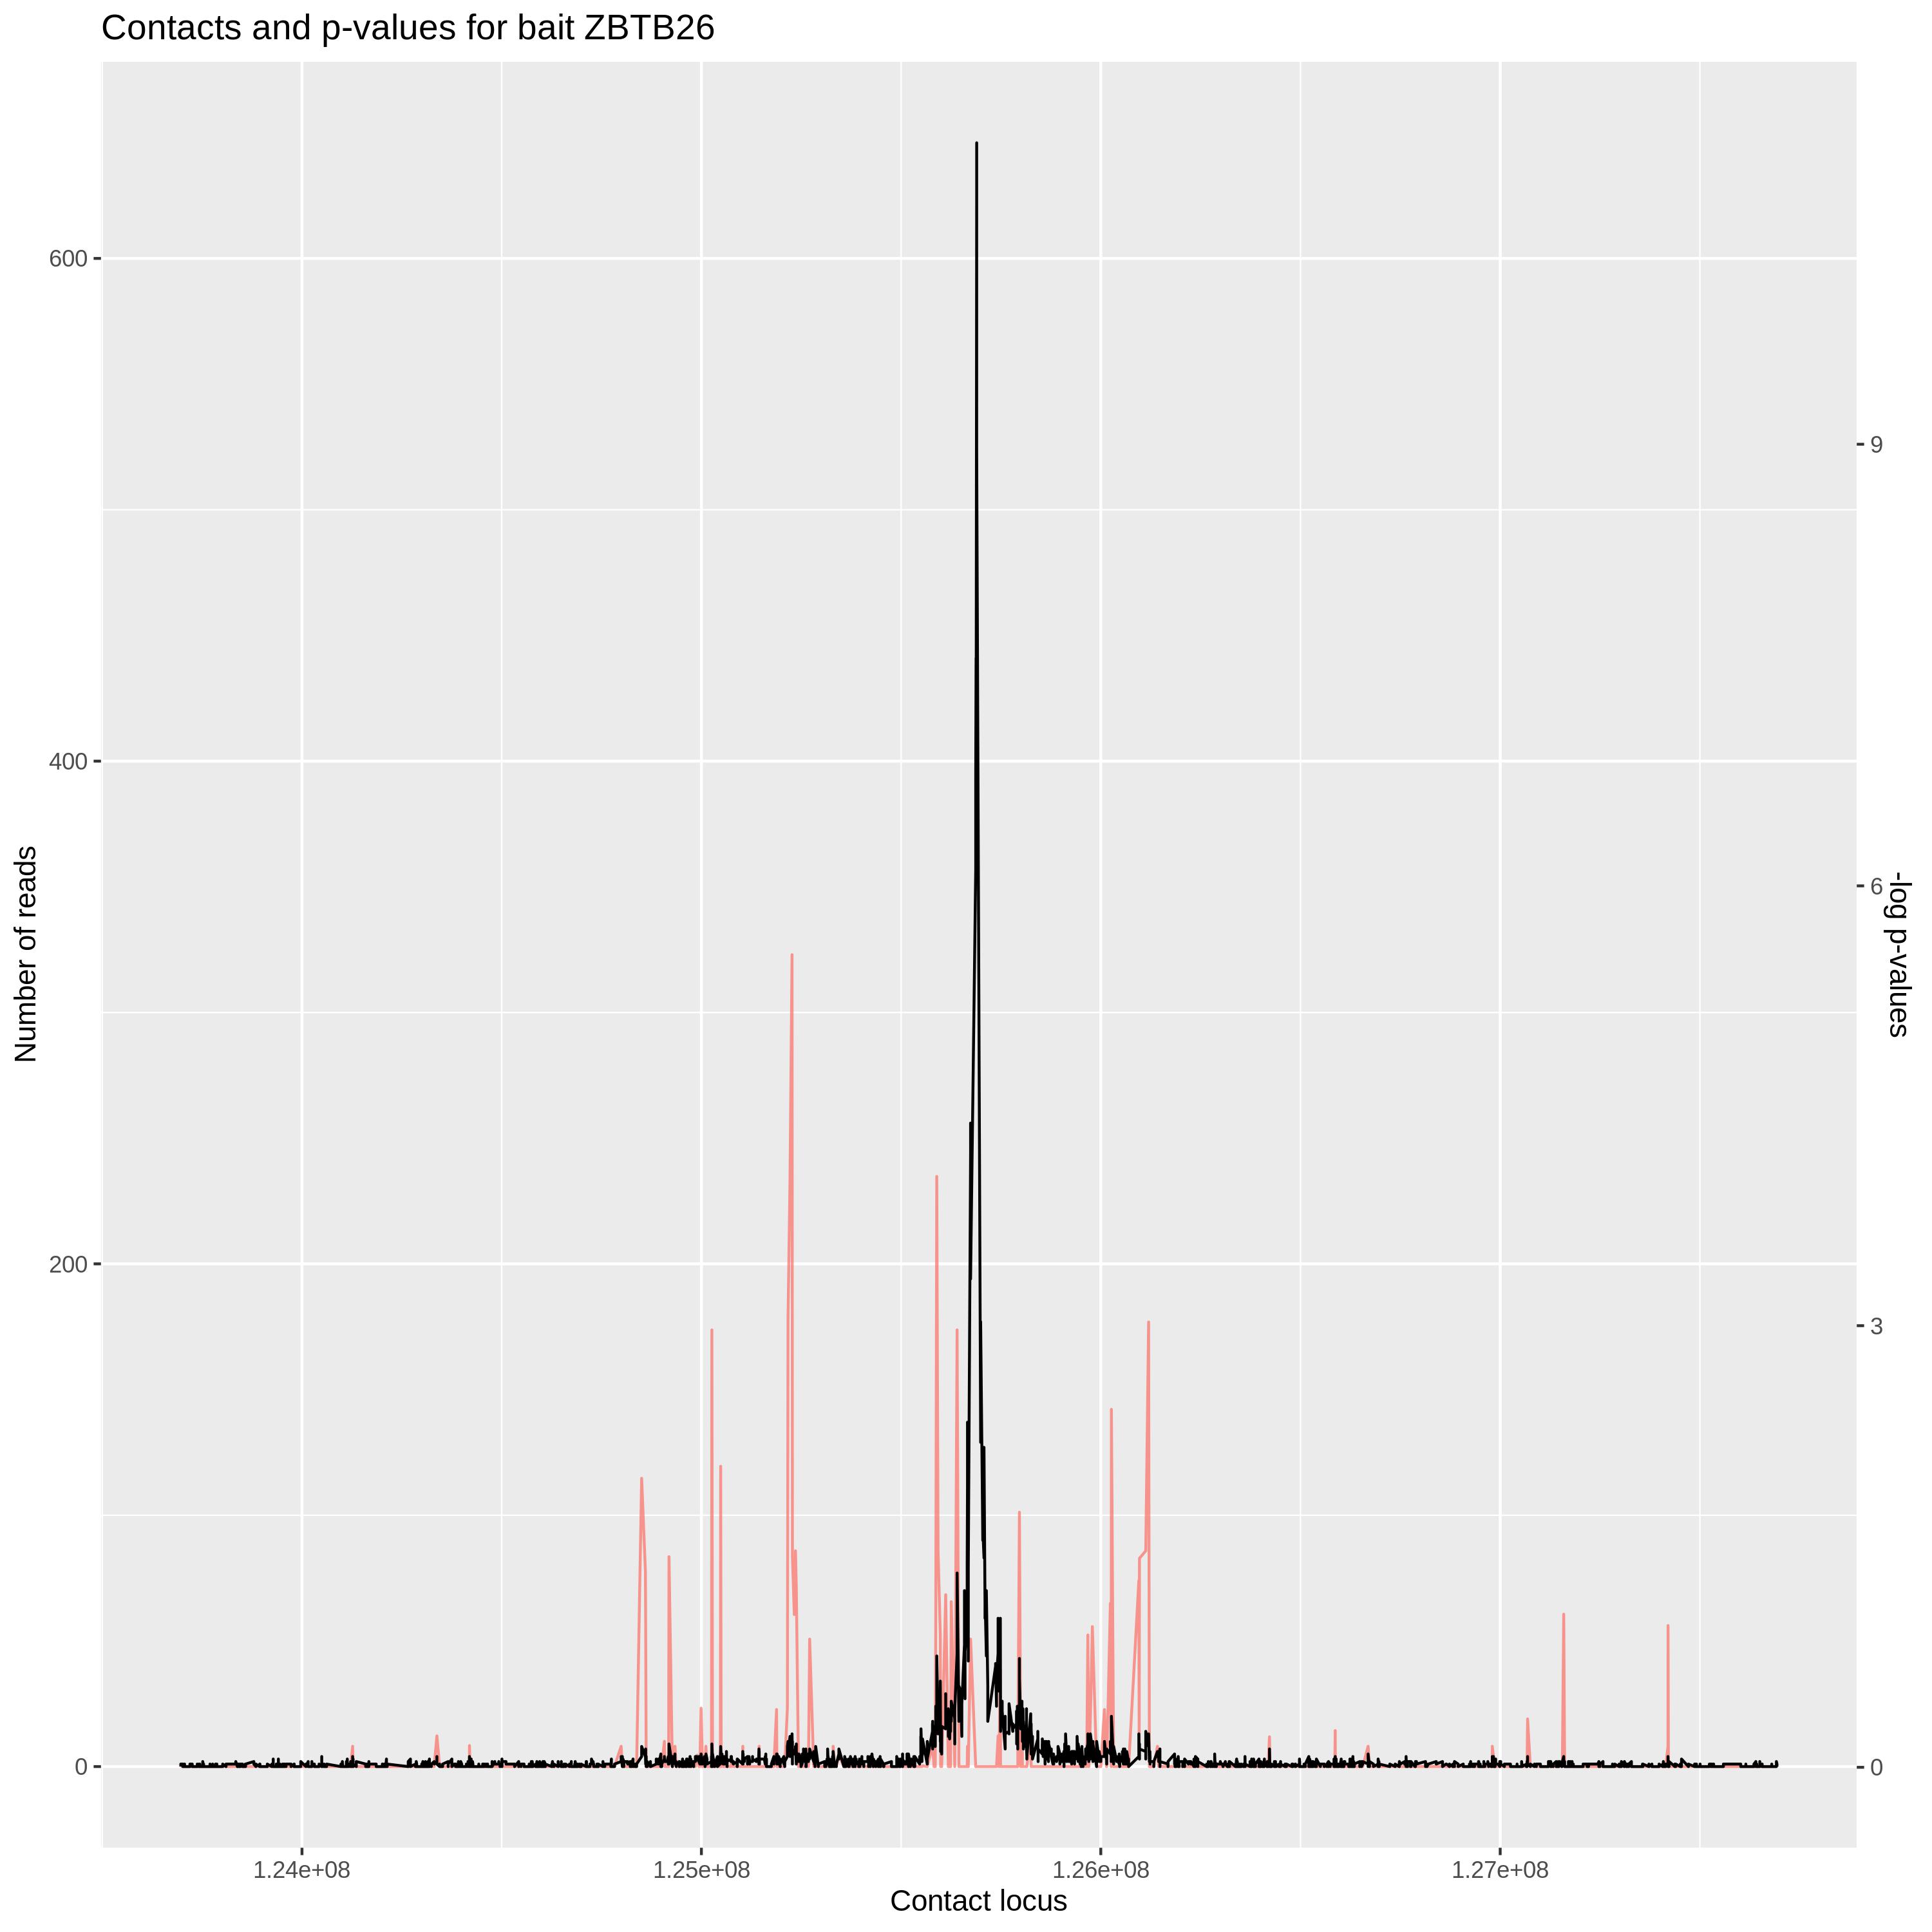 Contacts and p-values for bait ZBTB26
600
400
200
0
Number of reads
9
6
3
0
-log p-values
1.24e+08
1.25e+08
1.26e+08
1.27e+08
Contact locus